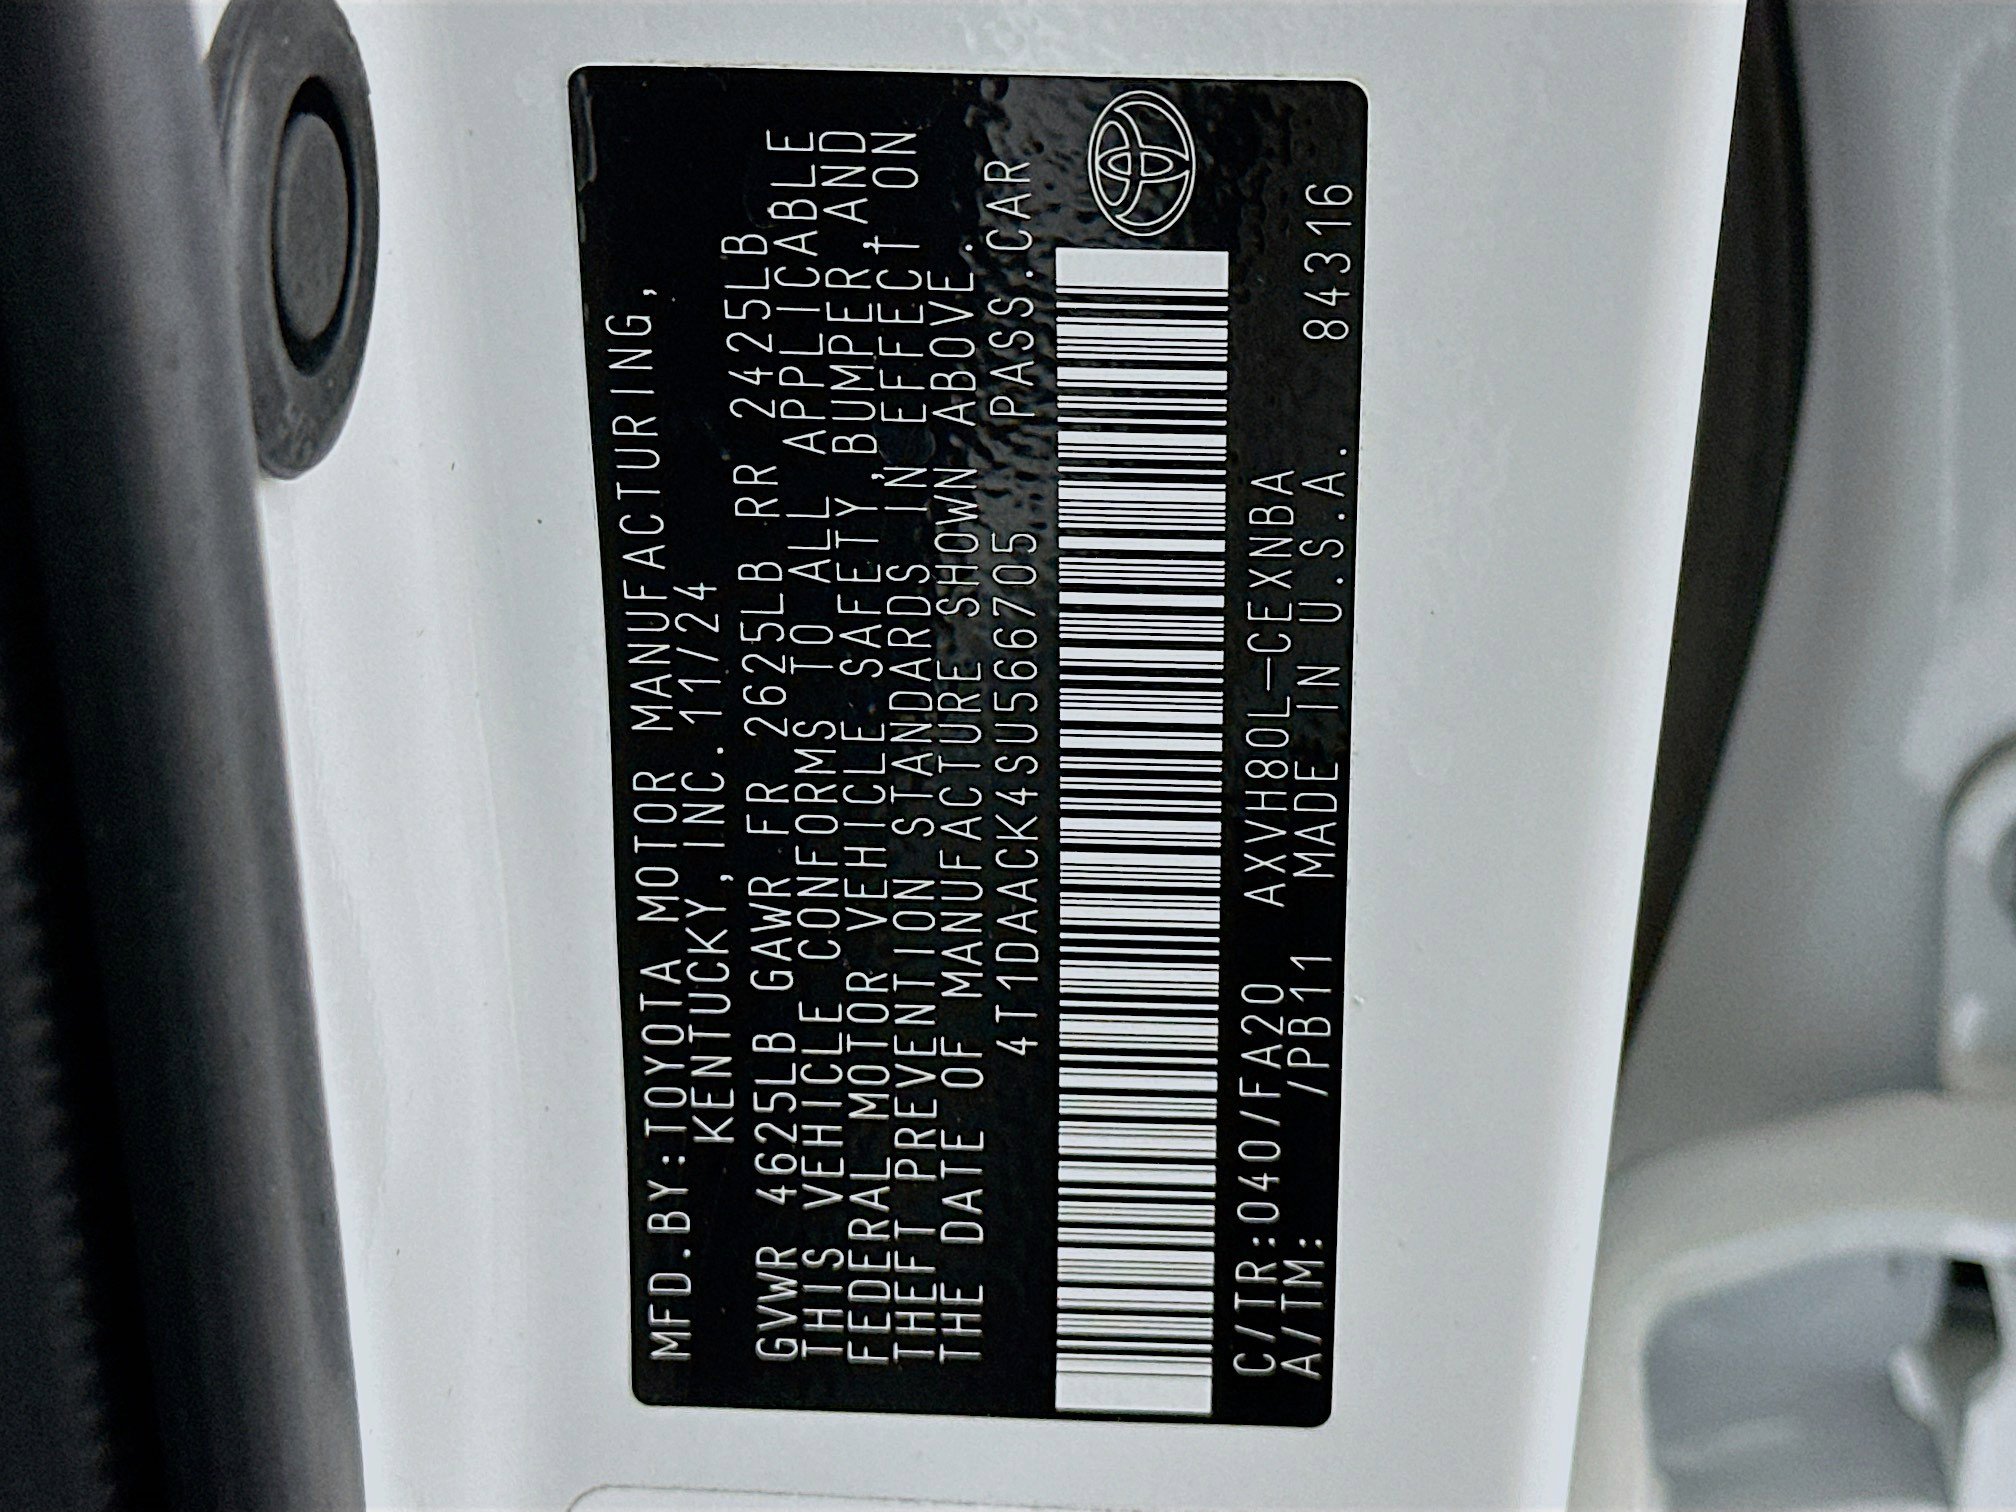 MFD.BY:TOYOTA MOTOR MANUFACTURING,
KENTUCKY,INC.11/24
GVWR 4625LB GAWR FR 2625LB RR 2425LB
THIS VEHICLE CONFORMS TO ALL APPLICABLE
FEDERAL MOTOR VEHICLE SAFETY,BUMPER,AND
THEFT PREVENTION STANDARDS IN EFFECT ON
THE DATE OF MANUFACTURE SHOWN ABOVE.
4T1DAACK4SU566705 PASS.CAR
C/TR:040/FA20 AXVH80L-CEXNBA 84316
A/TM: /PB11 MADE IN U.S.A.